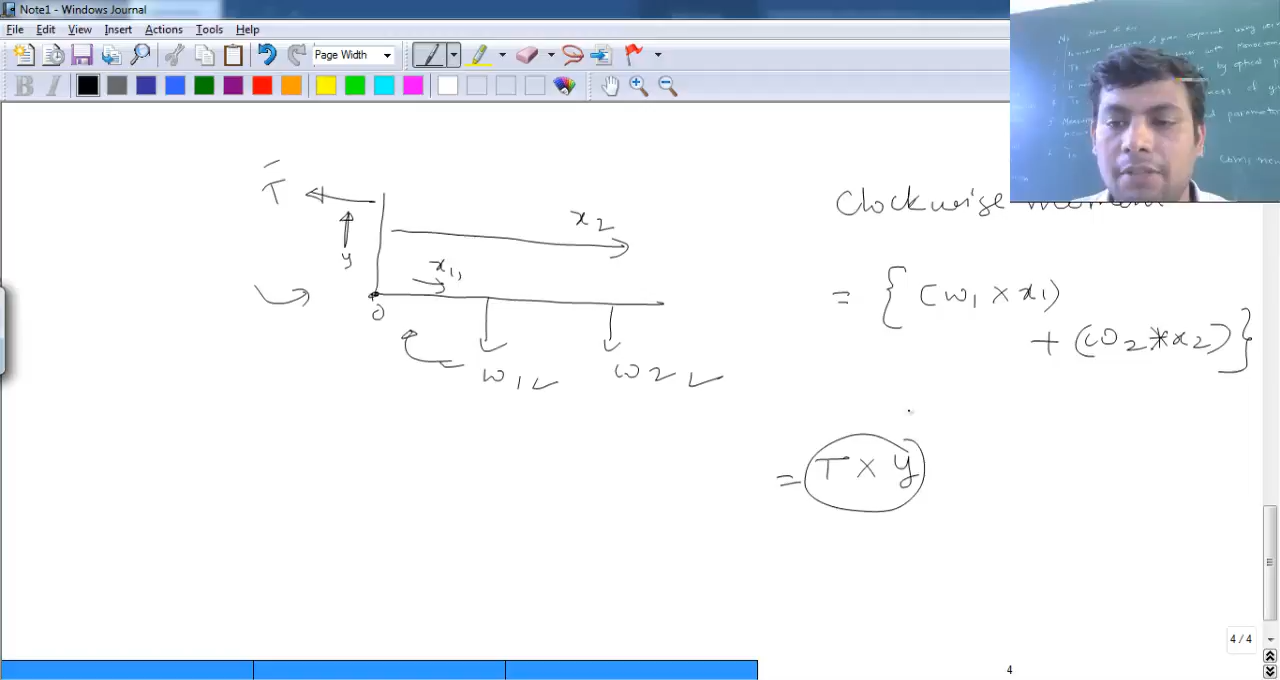 Note1 - Windows Journal
File Edit View Insert Actions Tools Help
Page Width
B I
T
x2
y
x1,
0
w1
w2
Clockwise moment
= { (w1 × x1)
+ (w2 * x2) }
= T × y
4 / 4
4